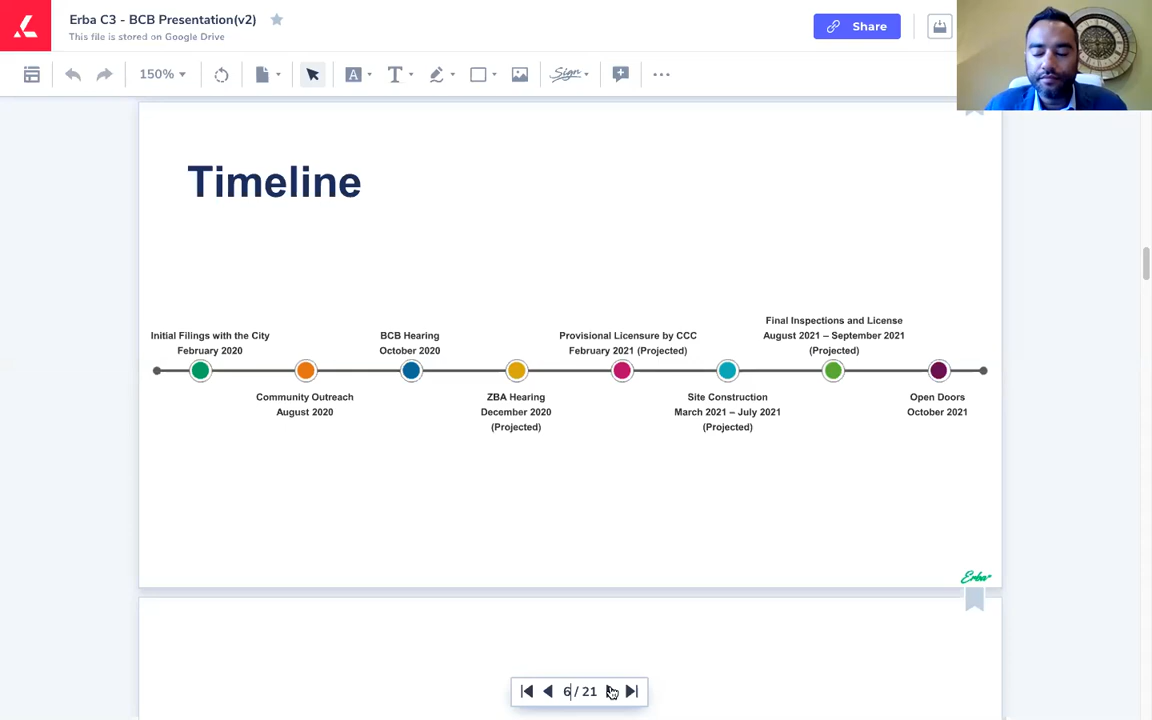 Erba C3 - BCB Presentation(v2)
This file is stored on Google Drive
Share
150%
A
T
Sign
Timeline
Initial Filings with the City
February 2020
Community Outreach
August 2020
BCB Hearing
October 2020
ZBA Hearing
December 2020
(Projected)
Provisional Licensure by CCC
February 2021 (Projected)
Site Construction
March 2021 – July 2021
(Projected)
Final Inspections and License
August 2021 – September 2021
(Projected)
Open Doors
October 2021
Erba
6 / 21